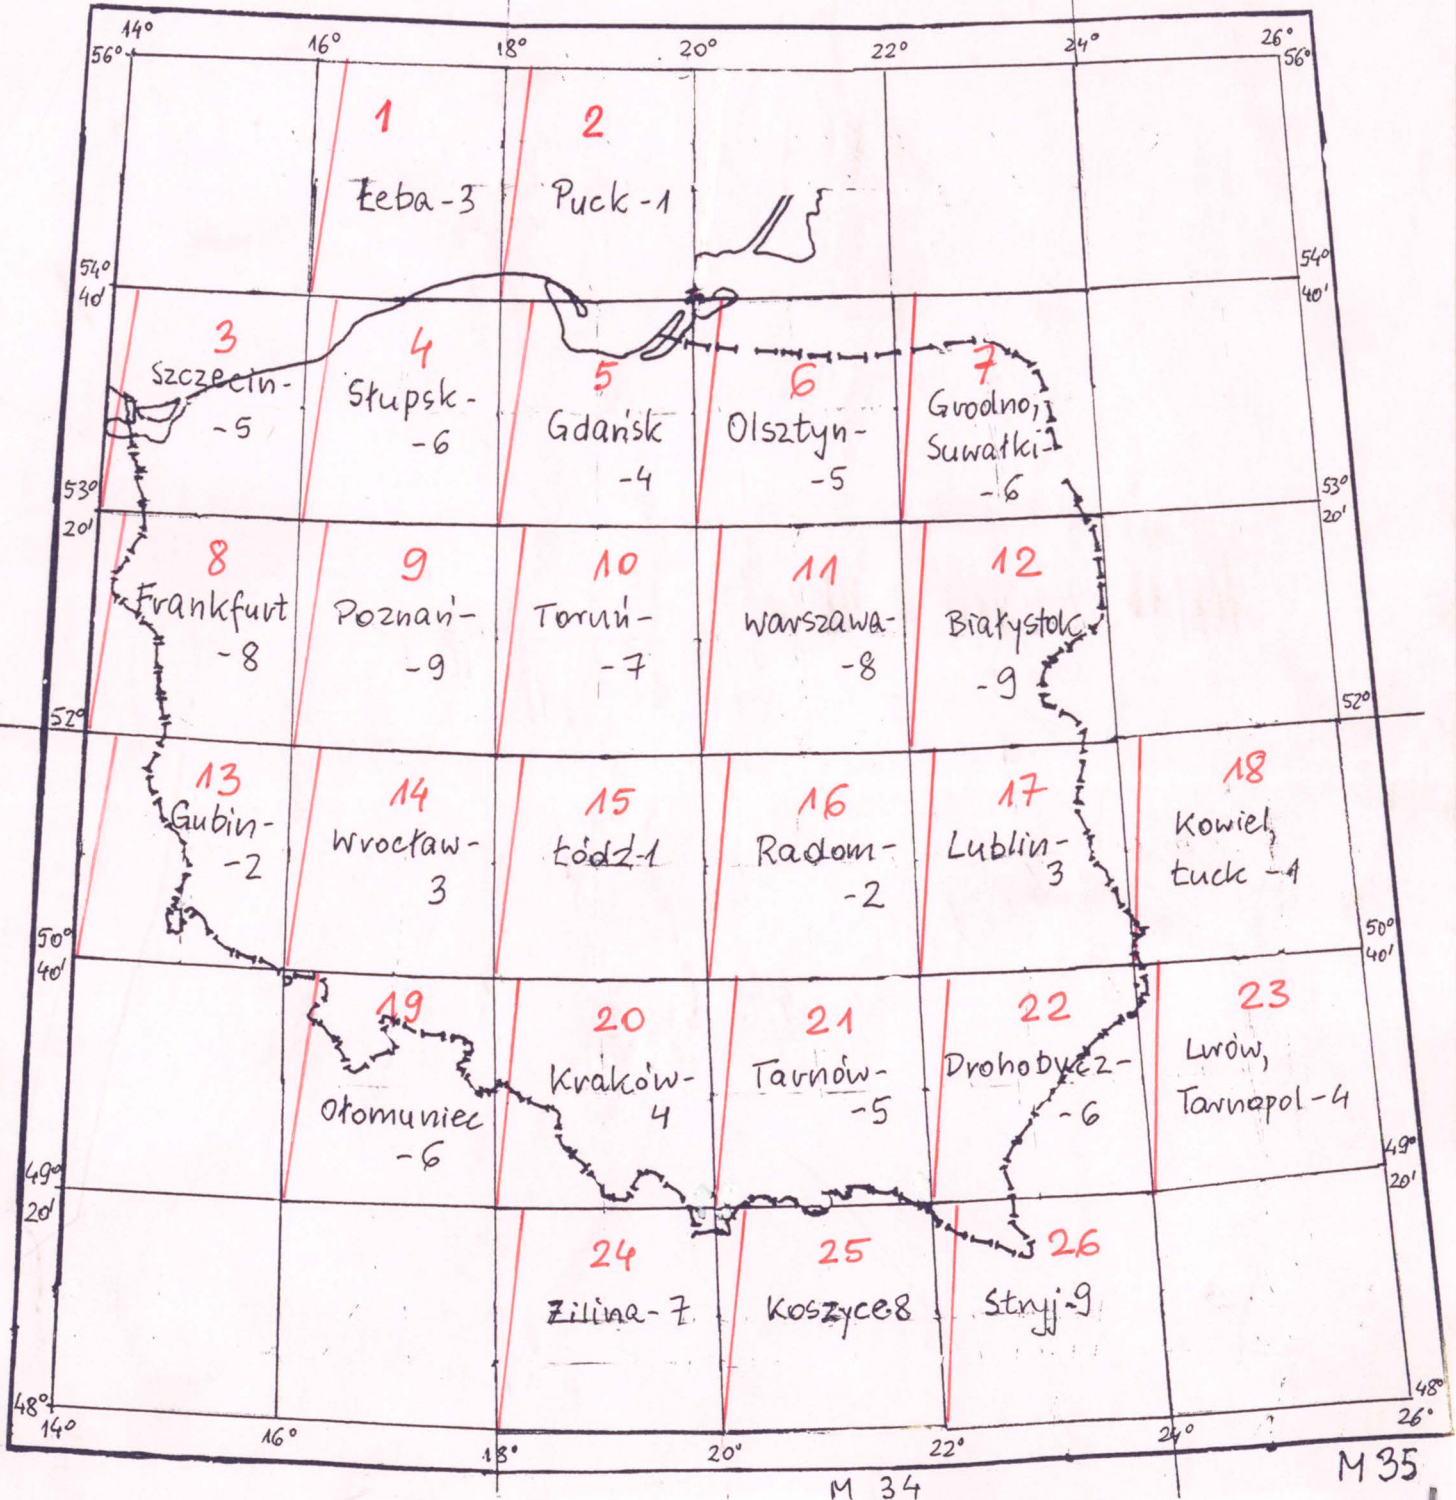 14° 16° 18° 20° 22° 24° 26°
56° 56°
1 2
Łeba-3 Puck-1
54° 54°
40' 40'
3 4 5 6 7
Szczecin-
-5
Słupsk-
-6
Gdańsk
-4
Olsztyn-
-5
Grodno,
Suwałki-
-6
53° 53°
20' 20'
8 9 10 11 12
Frankfurt
-8
Poznań-
-9
Toruń-
-7
Warszawa-
-8
Białystok
-9
52° 52°
13 14 15 16 17 18
Gubin-
-2
Wrocław-
3
Łódź-1
Radom-
-2
Lublin-
3
Kowiel,
Łuck -1
50° 50°
40' 40'
19 20 21 22 23
Ołomuniec
-6
Kraków-
4
Tarnów-
-5
Drohobycz-
-6
Lwów,
Tarnopol-4
49° 49°
20' 20'
24 25 26
Żilina-7 Koszyce8 Stryj-9
48° 48°
14° 16° 18° 20° 22° 24° 26°
M 34 M 35